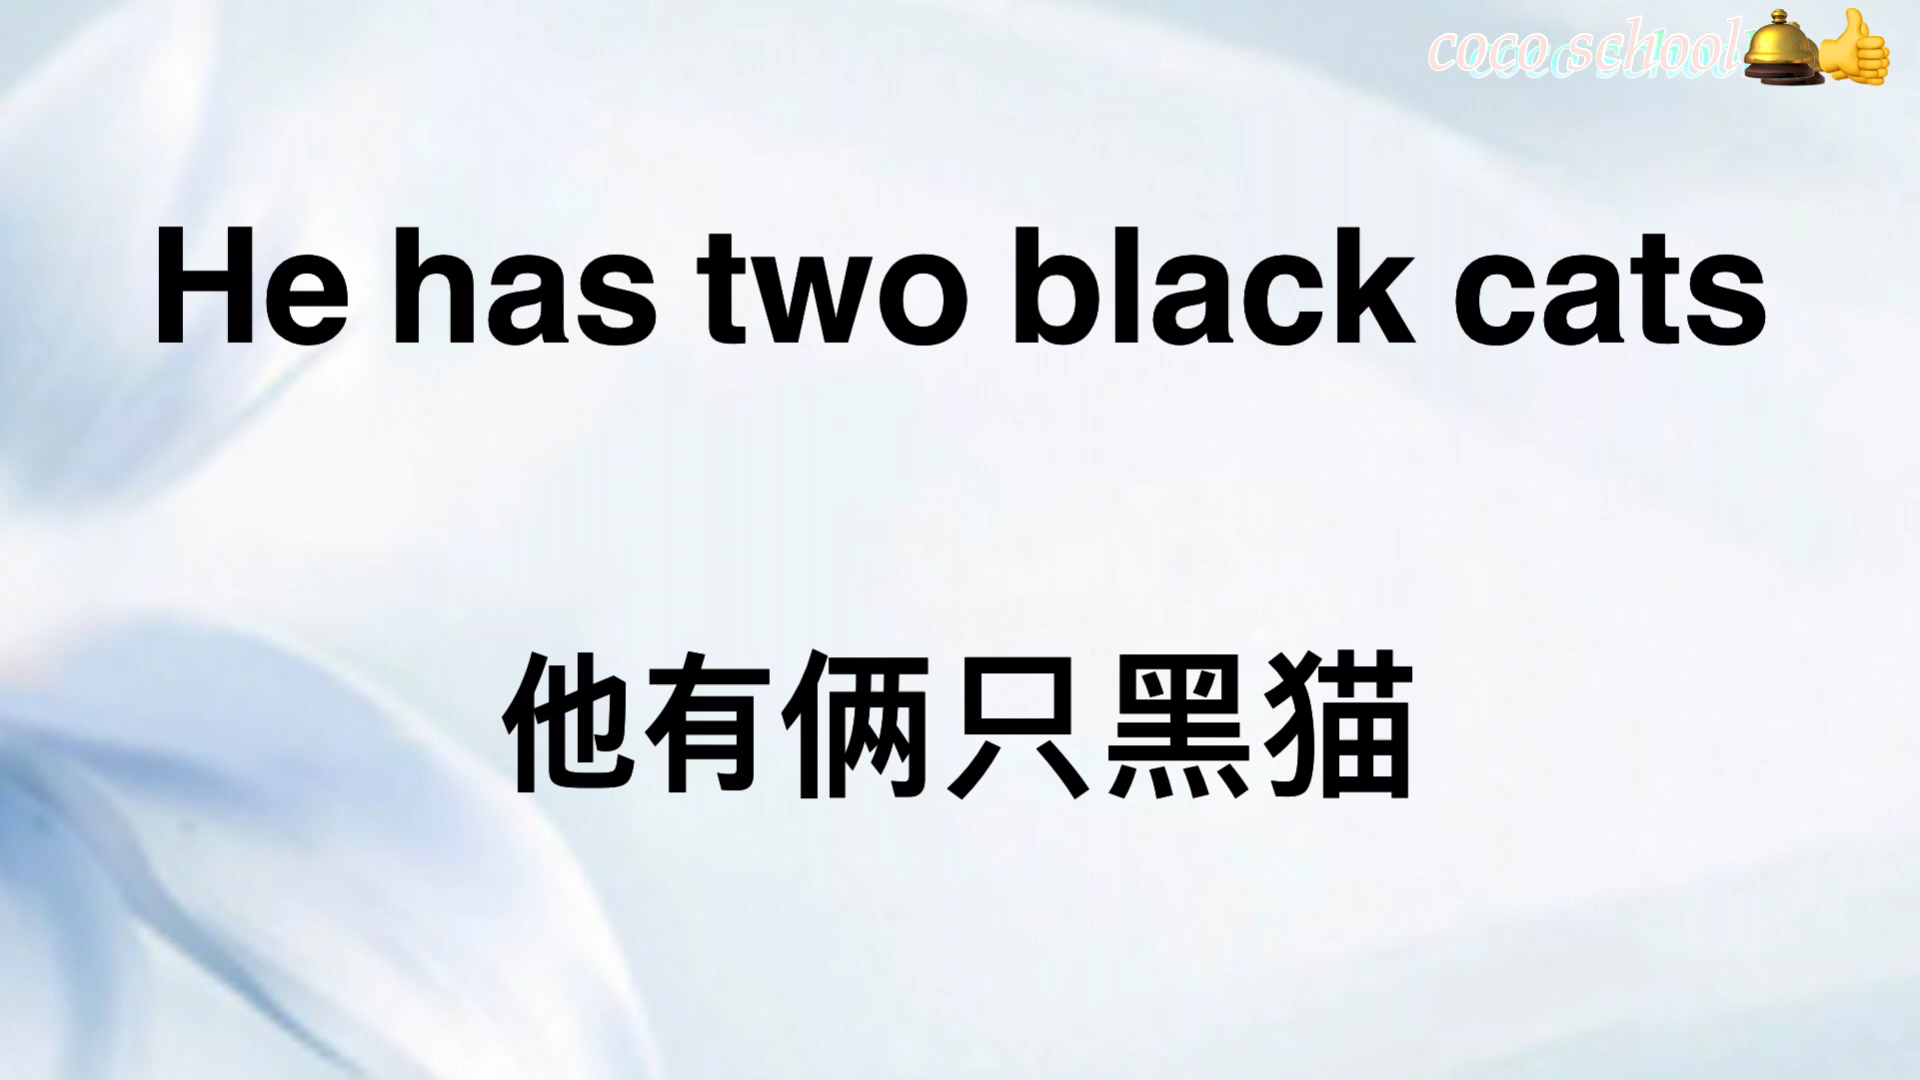 coco school
He has two black cats
他有俩只黑猫